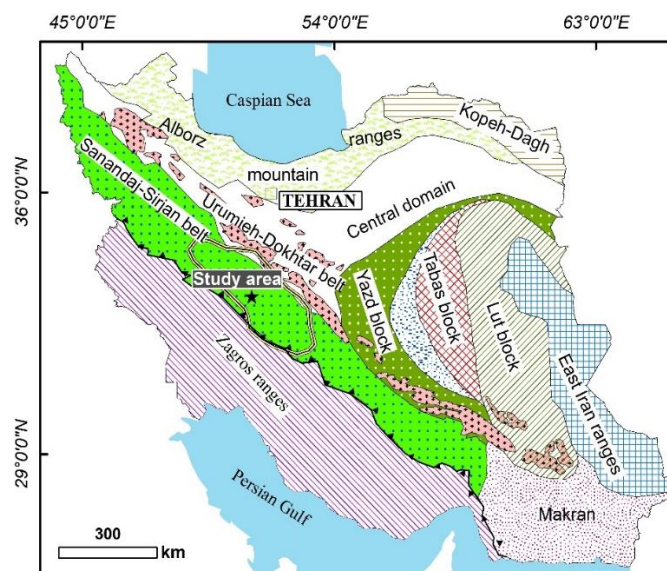 45°0'0"E
54°0'0"E
63°0'0"E
Caspian Sea
Kopeh-Dagh
Alborz
ranges
mountain
36°0'0"N
TEHRAN
Sanandaj-Sirjan belt
Urumieh-Dokhtar belt
Central domain
Study area
Yazd block
Tabas block
Lut block
East Iran ranges
Zagros ranges
29°0'0"N
Persian Gulf
Makran
300
km